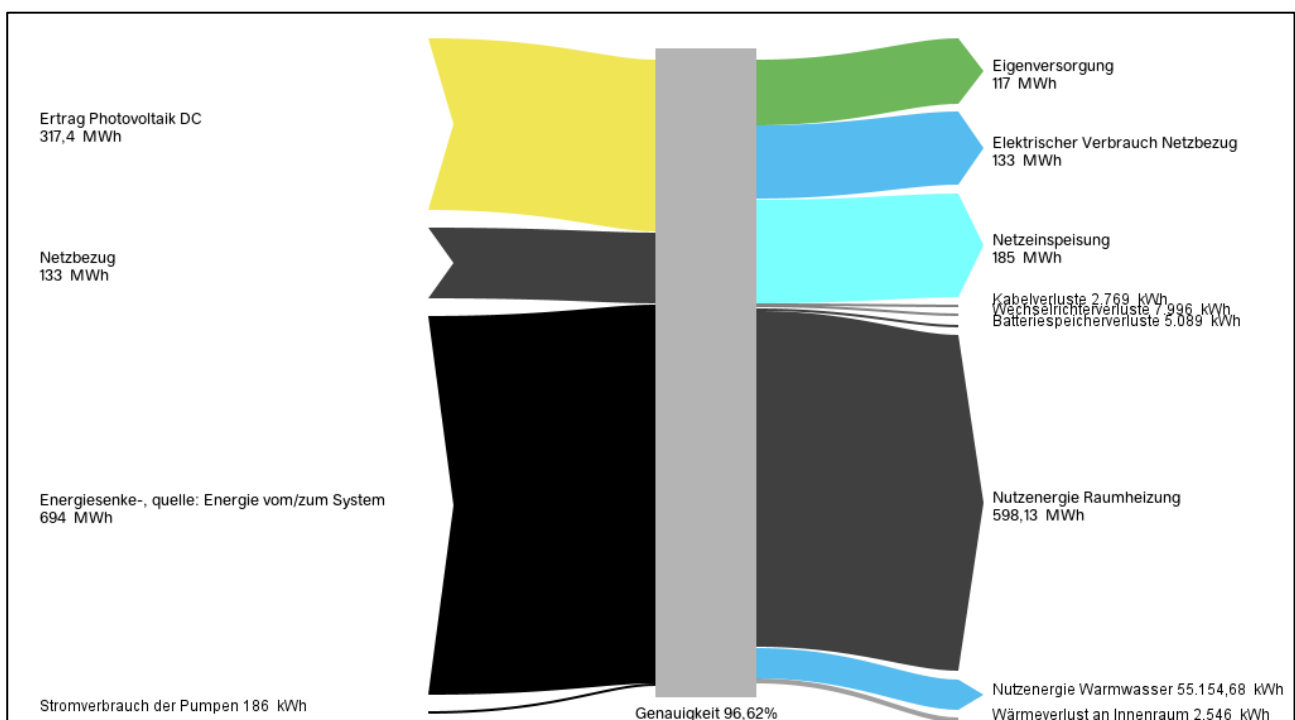 Ertrag Photovoltaik DC
317,4 MWh
Netzbezug
133 MWh
Energiesenke-, quelle: Energie vom/zum System
694 MWh
Stromverbrauch der Pumpen 186 kWh
Genauigkeit 96,62%
Eigenversorgung
117 MWh
Elektrischer Verbrauch Netzbezug
133 MWh
Netzeinspeisung
185 MWh
Kabelverluste 2.769 kWh
Wechselrichterverluste 7.996 kWh
Batteriespeicherverluste 5.089 kWh
Nutzenergie Raumheizung
598,13 MWh
Nutzenergie Warmwasser 55.154,68 kWh
Wärmeverlust an Innenraum 2.546 kWh